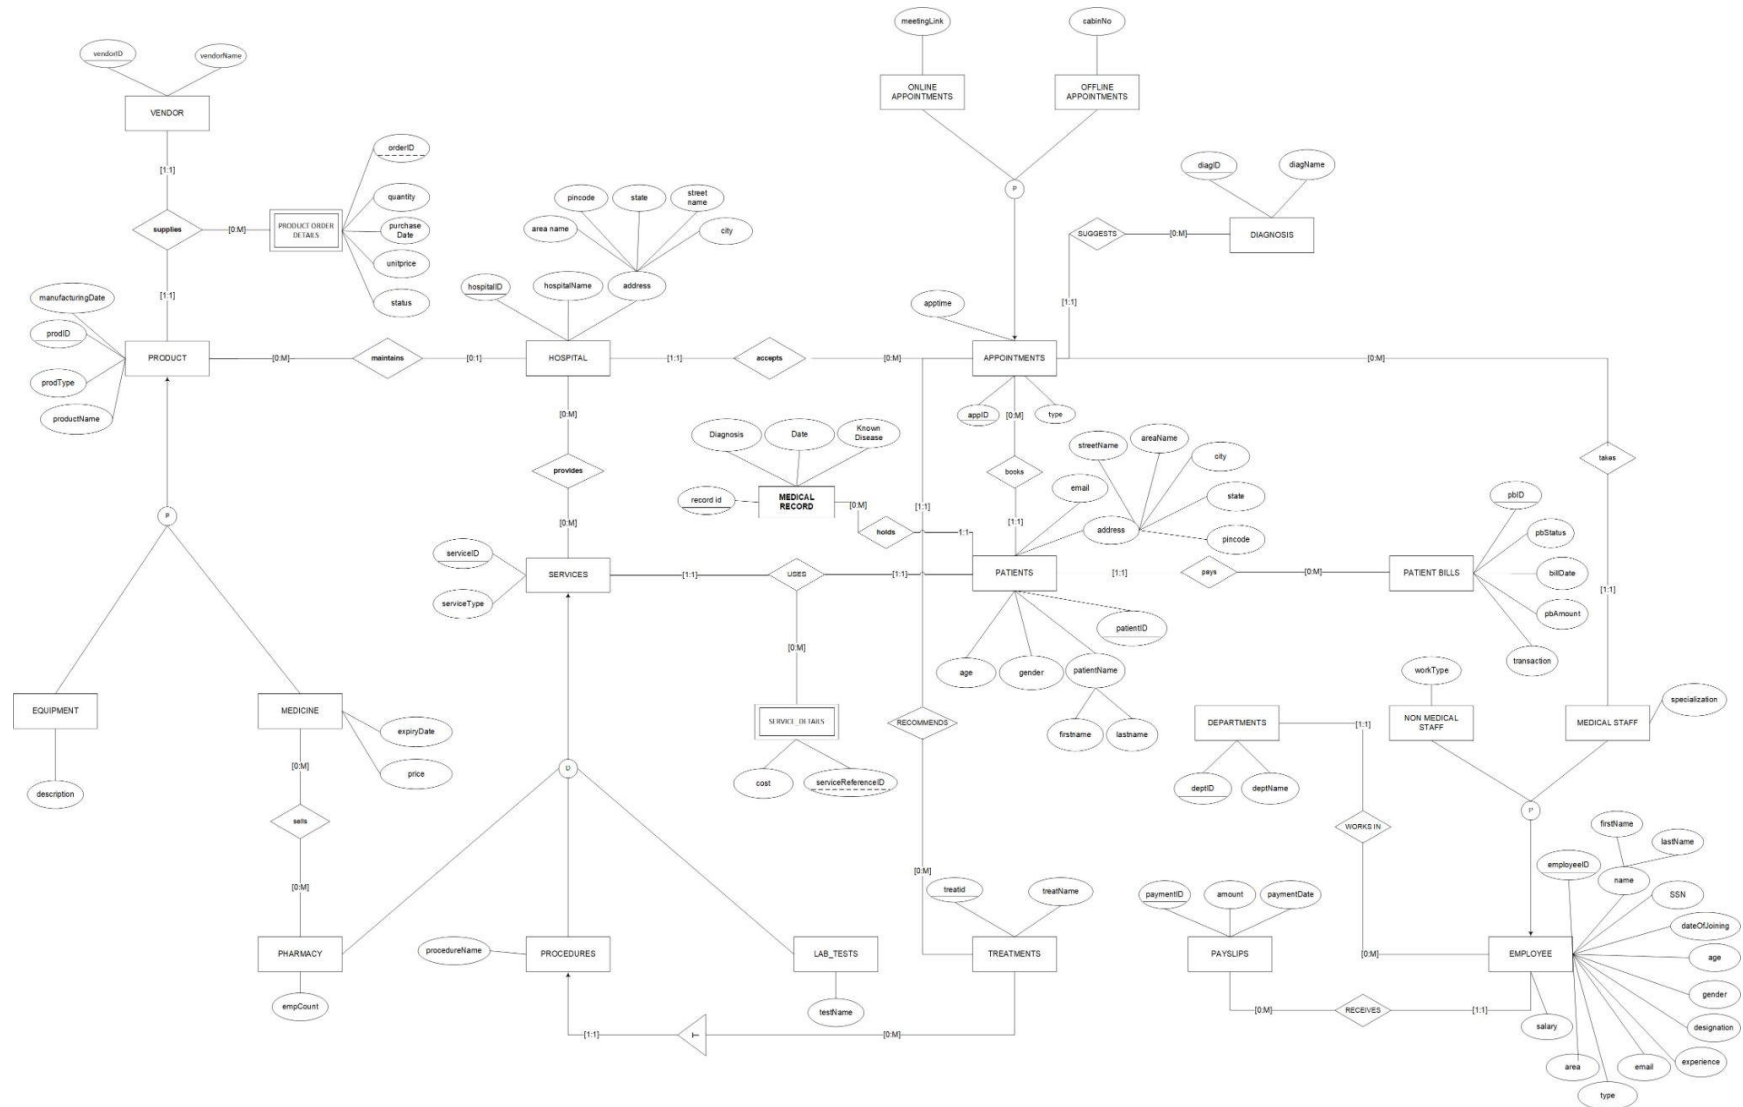 meetingLink
cabinNo
vendorID
vendorName
ONLINE
APPOINTMENTS
OFFLINE
APPOINTMENTS
VENDOR
orderID
[1:1]
diagID
diagName
P
quantity
pincode
state
street
name
supplies
[0:M]
PRODUCT ORDER
DETAILS
purchase
Date
area name
city
SUGGESTS
[0:M]
DIAGNOSIS
unitprice
manufacturingDate
[1:1]
status
hospitalID
hospitalName
address
apptime
[1:1]
prodID
PRODUCT
[0:M]
maintains
[0:1]
HOSPITAL
[1:1]
accepts
[0:M]
APPOINTMENTS
[0:M]
prodType
productName
[0:M]
appID
[0:M]
type
Diagnosis
Date
Known
Disease
streetName
areaName
city
takes
provides
books
email
record id
MEDICAL
RECORD
state
pbID
P
[0:M]
[1:1]
[0:M]
[1:1]
holds
1:1
address
pincode
pbStatus
serviceID
SERVICES
[1:1]
USES
[1:1]
PATIENTS
[1:1]
pays
[0:M]
PATIENT BILLS
billDate
[1:1]
serviceType
pbAmount
patientID
[0:M]
age
gender
patientName
transaction
workType
EQUIPMENT
MEDICINE
SERVICE_DETAILS
RECOMMENDS
DEPARTMENTS
[1:1]
NON MEDICAL
STAFF
MEDICAL STAFF
specialization
expiryDate
firstname
lastname
[0:M]
price
D
cost
serviceReferenceID
deptID
deptName
description
sells
WORKS IN
P
firstName
lastName
employeeID
[0:M]
[0:M]
treatid
treatName
paymentID
amount
paymentDate
name
SSN
dateOfJoining
procedureName
PHARMACY
PROCEDURES
LAB_TESTS
TREATMENTS
PAYSLIPS
[0:M]
EMPLOYEE
age
gender
empCount
testName
[0:M]
RECEIVES
[1:1]
salary
designation
[1:1]
T
[0:M]
experience
area
email
type